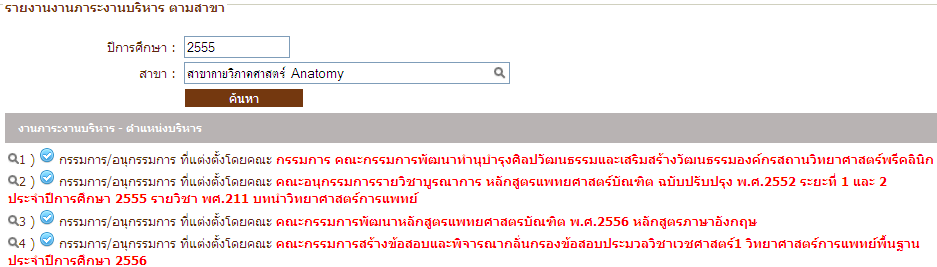 รายงานงานภาระงานบริหาร ตามสาขา
ปีการศึกษา : 2555
สาขา : สาขากายวิภาคศาสตร์ Anatomy
ค้นหา
งานภาระงานบริหาร - ตำแหน่งบริหาร
1 ) กรรมการ/อนุกรรมการ ที่แต่งตั้งโดยคณะ กรรมการ คณะกรรมการพัฒนาทำนุบำรุงศิลปวัฒนธรรมและเสริมสร้างวัฒนธรรมองค์กรสถานวิทยาศาสตร์พรีคลินิก
2 ) กรรมการ/อนุกรรมการ ที่แต่งตั้งโดยคณะ คณะอนุกรรมการรายวิชาบูรณาการ หลักสูตรแพทยศาสตร์บัณฑิต ฉบับปรับปรุง พ.ศ.2552 ระยะที่ 1 และ 2
ประจำปีการศึกษา 2555 รายวิชา พศ.211 บทนำวิทยาศาสตร์การแพทย์
3 ) กรรมการ/อนุกรรมการ ที่แต่งตั้งโดยคณะ คณะกรรมการพัฒนาหลักสูตรแพทยศาสตรบัณฑิต พ.ศ.2556 หลักสูตรภาษาอังกฤษ
4 ) กรรมการ/อนุกรรมการ ที่แต่งตั้งโดยคณะ คณะกรรมการสร้างข้อสอบและพิจารณากลั่นกรองข้อสอบประมวลวิชาเวชศาสตร์1 วิทยาศาสตร์การแพทย์พื้นฐาน
ประจำปีการศึกษา 2556